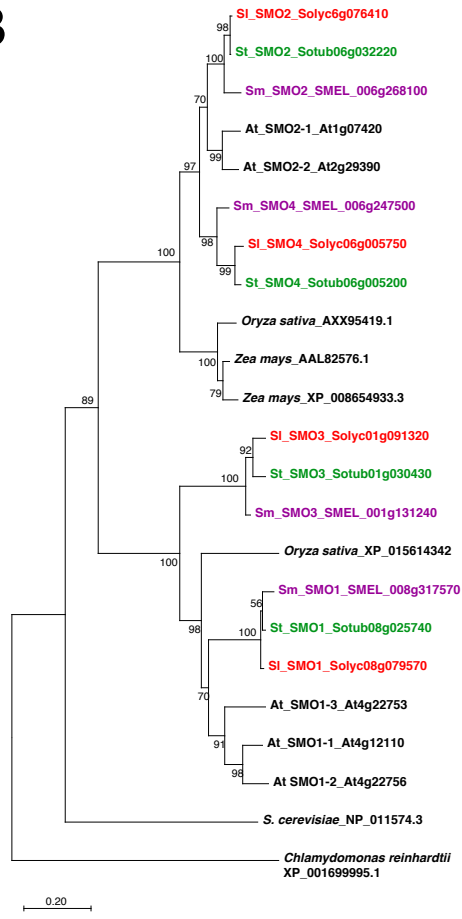 B
Sl_SMO2_Solyc6g076410
98
St_SMO2_Sotub06g032220
100
Sm_SMO2_SMEL_006g268100
70
At_SMO2-1_At1g07420
99
At_SMO2-2_At2g29390
97
Sm_SMO4_SMEL_006g247500
98
Sl_SMO4_Solyc06g005750
99
St_SMO4_Sotub06g005200
100
Oryza sativa_AXX95419.1
100
Zea mays_AAL82576.1
79
Zea mays_XP_008654933.3
89
Sl_SMO3_Solyc01g091320
92
St_SMO3_Sotub01g030430
100
Sm_SMO3_SMEL_001g131240
100
Oryza sativa_XP_015614342
Sm_SMO1_SMEL_008g317570
56
St_SMO1_Sotub08g025740
100
98
Sl_SMO1_Solyc08g079570
70
At_SMO1-3_At4g22753
91
At_SMO1-1_At4g12110
98
At SMO1-2_At4g22756
S. cerevisiae_NP_011574.3
Chlamydomonas reinhardtii
XP_001699995.1
0.20